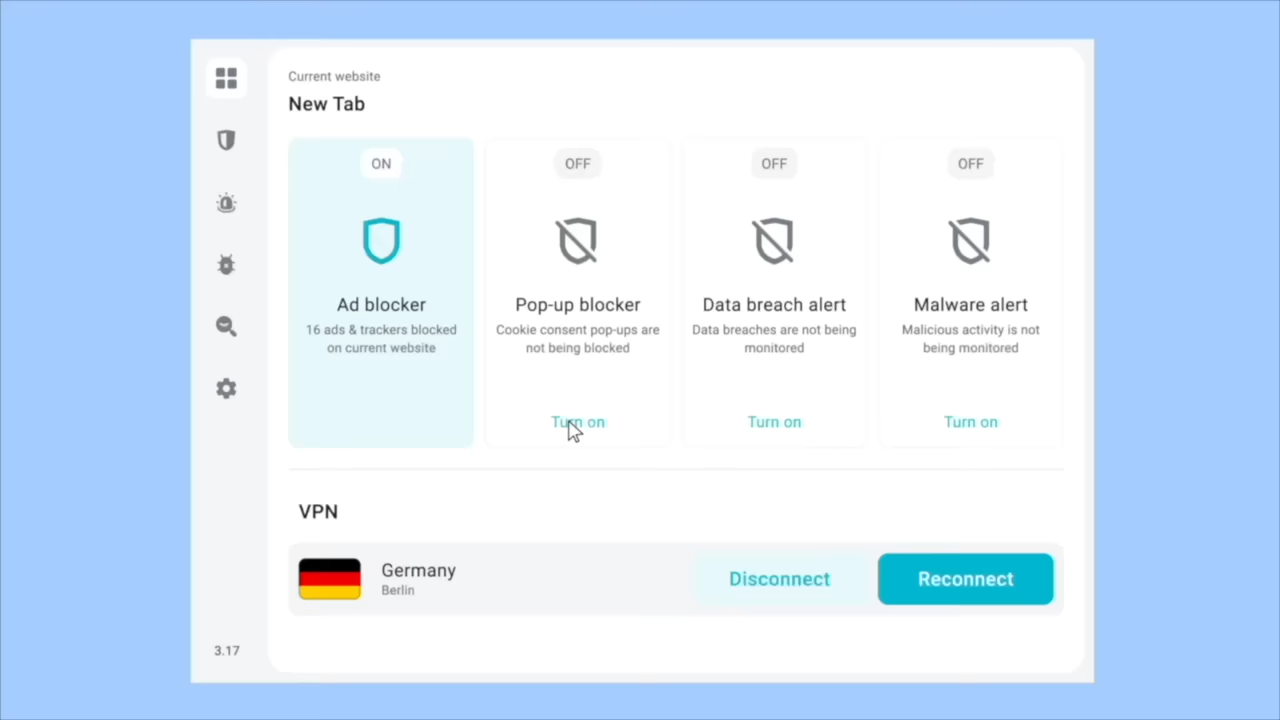 Current website
New Tab
ON
Ad blocker
16 ads & trackers blocked
on current website
OFF
Pop-up blocker
Cookie consent pop-ups are
not being blocked
Turn on
OFF
Data breach alert
Data breaches are not being
monitored
Turn on
OFF
Malware alert
Malicious activity is not
being monitored
Turn on
VPN
Germany
Berlin
Disconnect
Reconnect
3.17